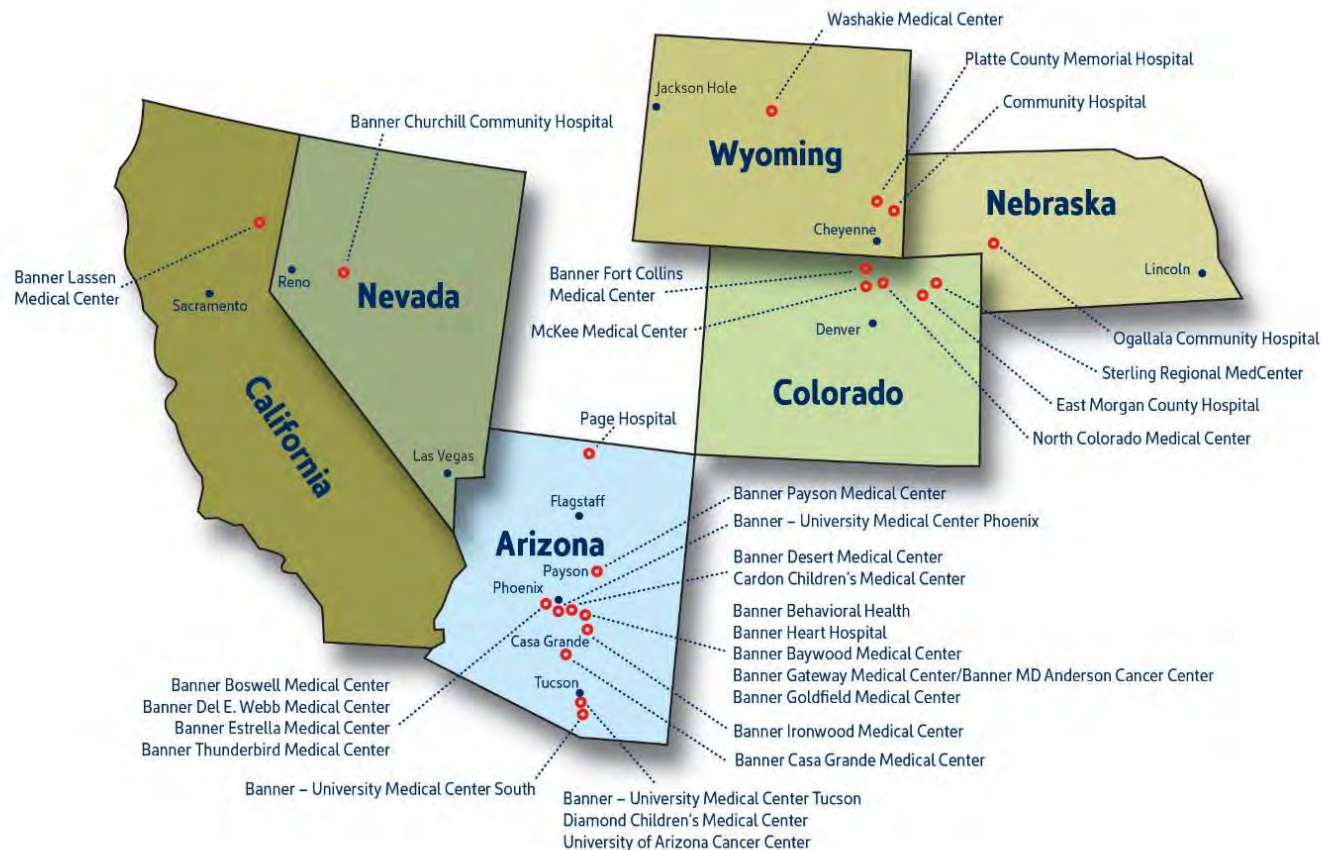 Washakie Medical Center
Platte County Memorial Hospital
Community Hospital
Jackson Hole
Wyoming
Cheyenne
Banner Churchill Community Hospital
Nebraska
Lincoln
Banner Lassen
Medical Center
Reno
Nevada
Sacramento
California
Las Vegas
Banner Fort Collins
Medical Center
McKee Medical Center
Denver
Colorado
Ogallala Community Hospital
Sterling Regional MedCenter
East Morgan County Hospital
North Colorado Medical Center
Page Hospital
Flagstaff
Arizona
Payson
Phoenix
Casa Grande
Tucson
Banner Payson Medical Center
Banner – University Medical Center Phoenix
Banner Desert Medical Center
Cardon Children's Medical Center
Banner Behavioral Health
Banner Heart Hospital
Banner Baywood Medical Center
Banner Gateway Medical Center/Banner MD Anderson Cancer Center
Banner Goldfield Medical Center
Banner Ironwood Medical Center
Banner Casa Grande Medical Center
Banner Boswell Medical Center
Banner Del E. Webb Medical Center
Banner Estrella Medical Center
Banner Thunderbird Medical Center
Banner – University Medical Center South
Banner – University Medical Center Tucson
Diamond Children's Medical Center
University of Arizona Cancer Center